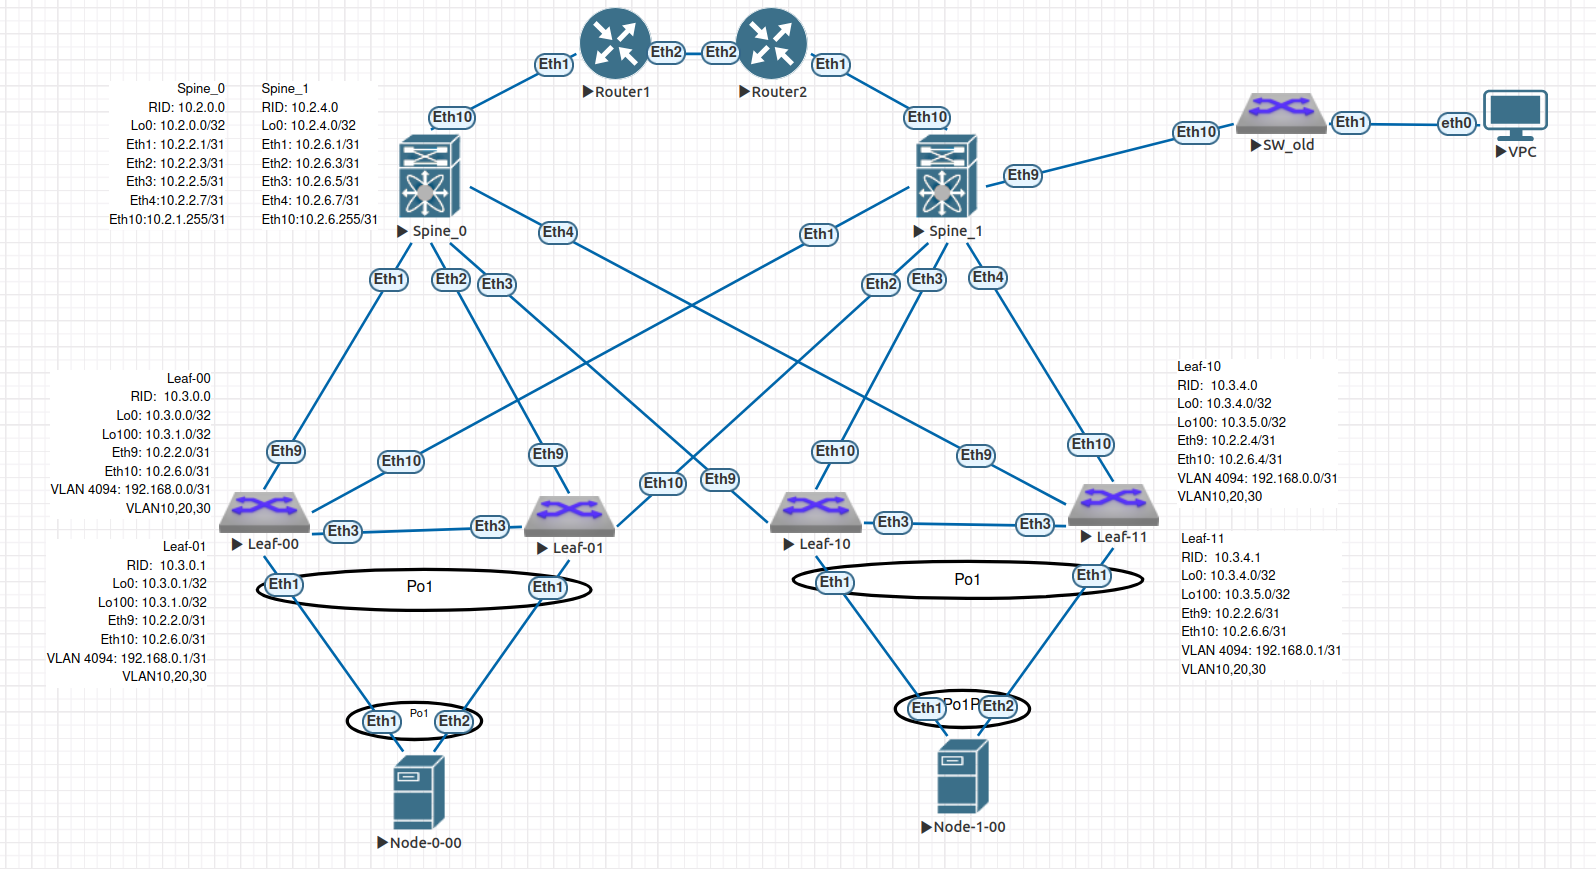 Eth1
Eth2
Eth2
Eth1
Router1
Router2
Spine_0
RID: 10.2.0.0
Lo0: 10.2.0.0/32
Eth1: 10.2.2.1/31
Eth2: 10.2.2.3/31
Eth3: 10.2.2.5/31
Eth4:10.2.2.7/31
Eth10:10.2.1.255/31
Spine_1
RID: 10.2.4.0
Lo0: 10.2.4.0/32
Eth1: 10.2.6.1/31
Eth2: 10.2.6.3/31
Eth3: 10.2.6.5/31
Eth4: 10.2.6.7/31
Eth10:10.2.6.255/31
Eth10
Eth10
Eth10
Eth1
eth0
SW_old
VPC
Eth9
Spine_0
Eth4
Eth1
Spine_1
Eth1
Eth2
Eth3
Eth2
Eth3
Eth4
Leaf-00
RID: 10.3.0.0
Lo0: 10.3.0.0/32
Lo100: 10.3.1.0/32
Eth9: 10.2.2.0/31
Eth10: 10.2.6.0/31
VLAN 4094: 192.168.0.0/31
VLAN10,20,30
Leaf-10
RID: 10.3.4.0
Lo0: 10.3.4.0/32
Lo100: 10.3.5.0/32
Eth9: 10.2.2.4/31
Eth10: 10.2.6.4/31
VLAN 4094: 192.168.0.0/31
VLAN10,20,30
Eth9
Eth10
Eth9
Eth10
Eth9
Eth10
Eth9
Eth10
Eth3
Eth3
Eth3
Eth3
Leaf-00
Leaf-01
Leaf-10
Leaf-11
Leaf-01
RID: 10.3.0.1
Lo0: 10.3.0.1/32
Lo100: 10.3.1.0/32
Eth9: 10.2.2.0/31
Eth10: 10.2.6.0/31
VLAN 4094: 192.168.0.1/31
VLAN10,20,30
Leaf-11
RID: 10.3.4.1
Lo0: 10.3.4.0/32
Lo100: 10.3.5.0/32
Eth9: 10.2.2.6/31
Eth10: 10.2.6.6/31
VLAN 4094: 192.168.0.1/31
VLAN10,20,30
Eth1
Po1
Eth1
Eth1
Po1
Eth1
Eth1
Po1
Eth2
Eth1
Po1P
Eth2
Node-0-00
Node-1-00